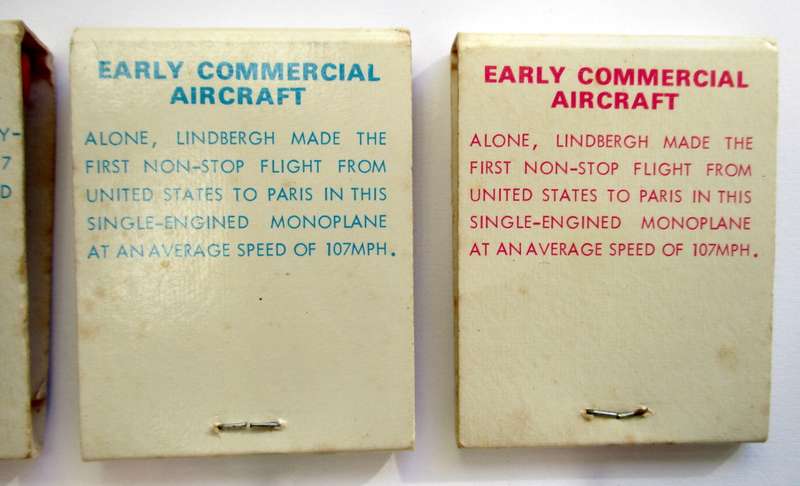 Y-
7
D
EARLY COMMERCIAL
AIRCRAFT
ALONE, LINDBERGH MADE THE
FIRST NON-STOP FLIGHT FROM
UNITED STATES TO PARIS IN THIS
SINGLE-ENGINED MONOPLANE
AT AN AVERAGE SPEED OF 107MPH.
EARLY COMMERCIAL
AIRCRAFT
ALONE, LINDBERGH MADE THE
FIRST NON-STOP FLIGHT FROM
UNITED STATES TO PARIS IN THIS
SINGLE-ENGINED MONOPLANE
AT AN AVERAGE SPEED OF 107MPH.